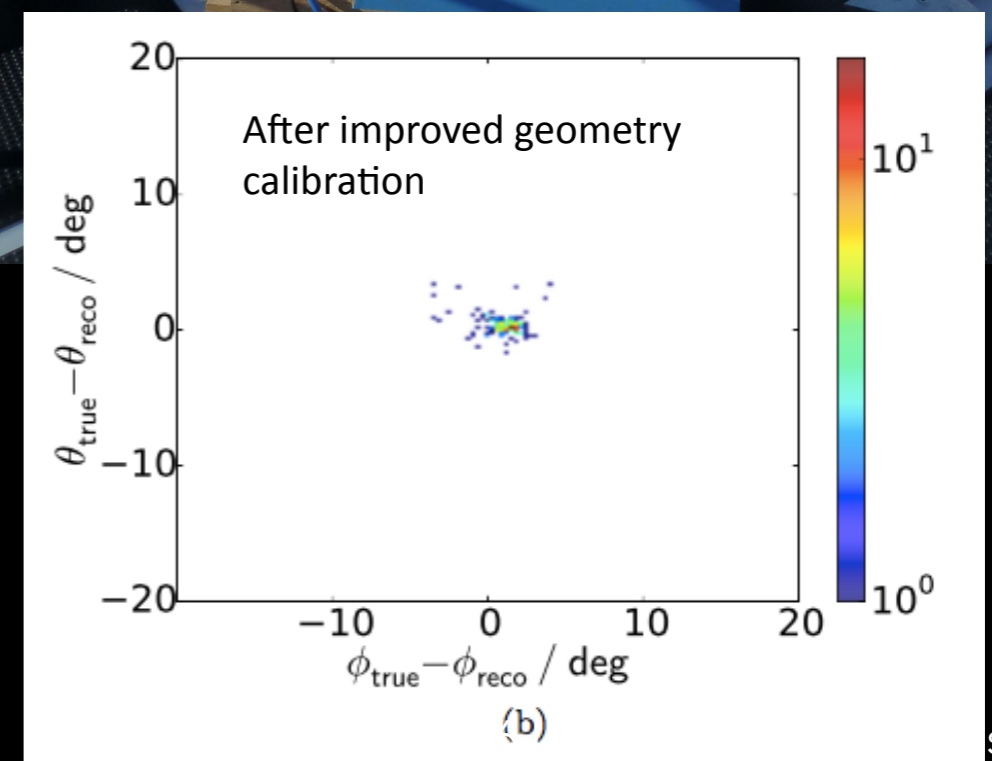 20
After improved geometry
calibration
10
0
−10
−20
θtrue−θreco / deg
−10 0 10 20
ϕtrue−ϕreco / deg
10¹
10⁰
(b)
S